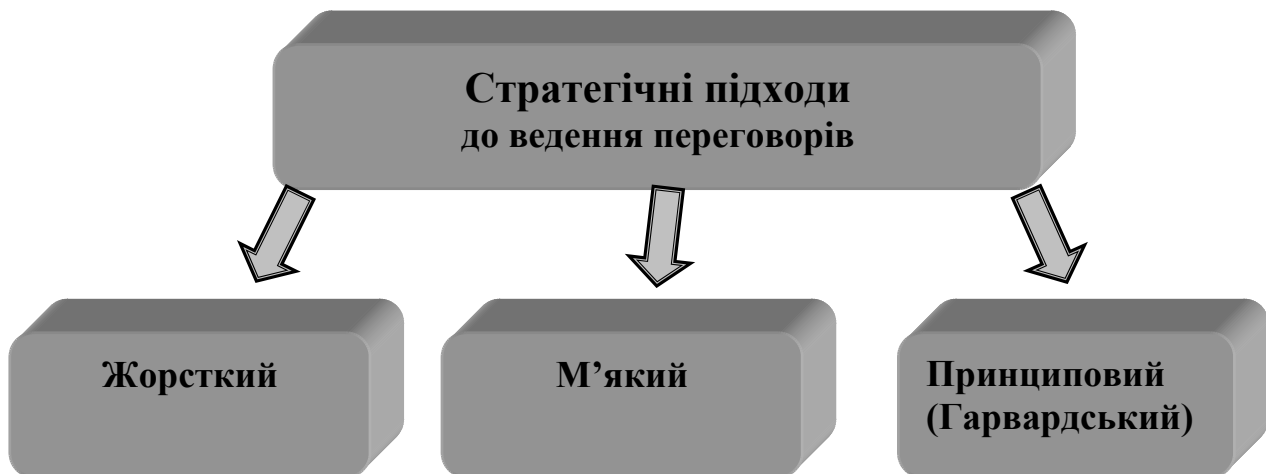 Стратегічні підходи
до ведення переговорів
Жорсткий
М’який
Принциповий
(Гарвардський)